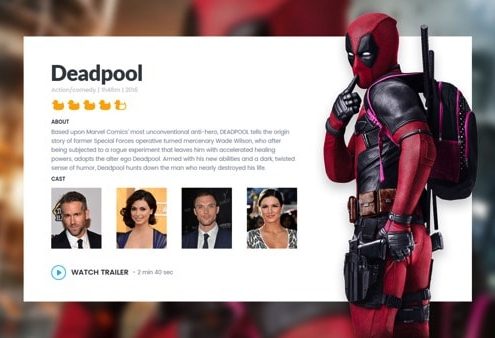 Deadpool
Action/comedy | 1h48m | 2016
ABOUT
Based upon Marvel Comics' most unconventional anti-hero, DEADPOOL tells the origin
story of former Special Forces operative turned mercenary Wade Wilson, who after
being subjected to a rogue experiment that leaves him with accelerated healing
powers, adopts the alter ego Deadpool. Armed with his new abilities and a dark, twisted
sense of humor, Deadpool hunts down the man who nearly destroyed his life.
CAST
WATCH TRAILER - 2 min 40 sec